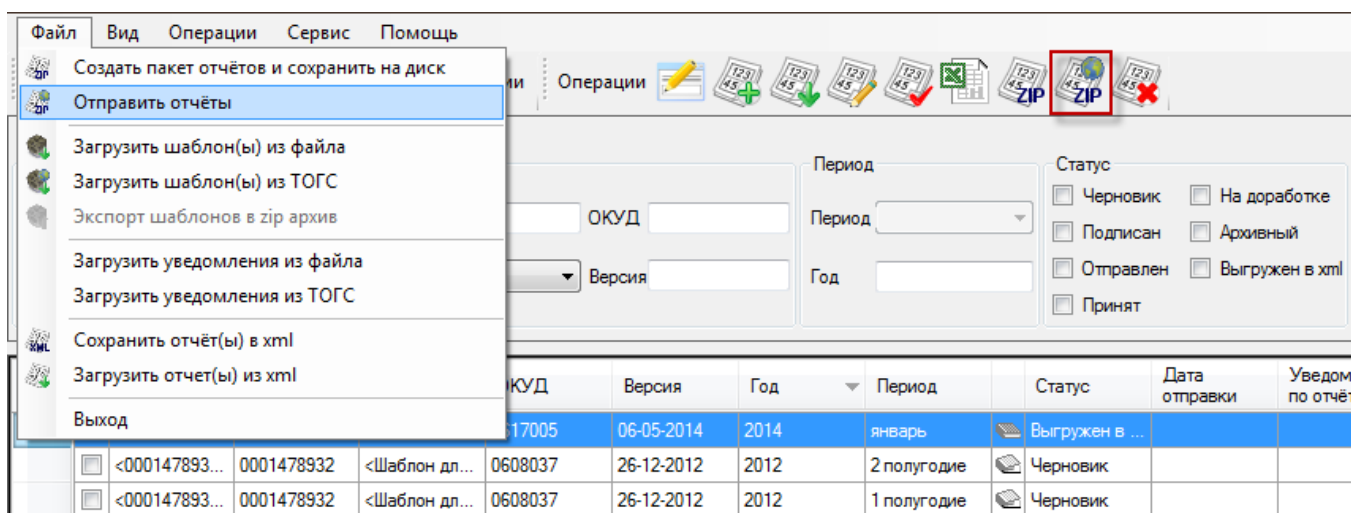 Файл Вид Операции Сервис Помощь
Создать пакет отчётов и сохранить на диск
Отправить отчёты
Загрузить шаблон(ы) из файла
Загрузить шаблон(ы) из ТОГС
Экспорт шаблонов в zip архив
Загрузить уведомления из файла
Загрузить уведомления из ТОГС
Сохранить отчёт(ы) в xml
Загрузить отчет(ы) из xml
Выход
Операции ZIP ZIP
ОКУД
Версия
Период
Период
Год
Статус
Черновик На доработке
Подписан Архивный
Отправлен Выгружен в xml
Принят
Версия Год Период Статус Дата отправки
17005 06-05-2014 2014 январь Выгружен в ...
<000147893... 0001478932 <Шаблон дл... 0608037 26-12-2012 2012 2 полугодие Черновик
<000147893... 0001478932 <Шаблон дл... 0608037 26-12-2012 2012 1 полугодие Черновик